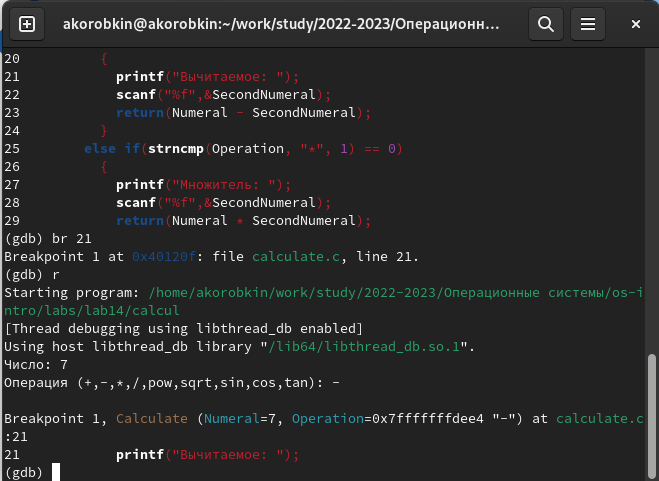 akorobkin@akorobkin:~/work/study/2022-2023/Операционн...
20          {
21            printf("Вычитаемое: ");
22            scanf("%f",&SecondNumeral);
23            return(Numeral - SecondNumeral);
24          }
25        else if(strncmp(Operation, "*", 1) == 0)
26          {
27            printf("Множитель: ");
28            scanf("%f",&SecondNumeral);
29            return(Numeral * SecondNumeral);
(gdb) br 21
Breakpoint 1 at 0x40120f: file calculate.c, line 21.
(gdb) r
Starting program: /home/akorobkin/work/study/2022-2023/Операционные системы/os-i
ntro/labs/lab14/calcul
[Thread debugging using libthread_db enabled]
Using host libthread_db library "/lib64/libthread_db.so.1".
Число: 7
Операция (+,-,*,/,pow,sqrt,sin,cos,tan): -
Breakpoint 1, Calculate (Numeral=7, Operation=0x7fffffffdee4 "-") at calculate.c
:21
21            printf("Вычитаемое: ");
(gdb)